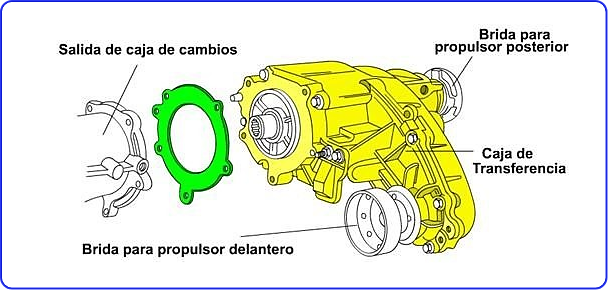 Brida para
propulsor posterior
Salida de caja de cambios
Caja de
Transferencia
Brida para propulsor delantero